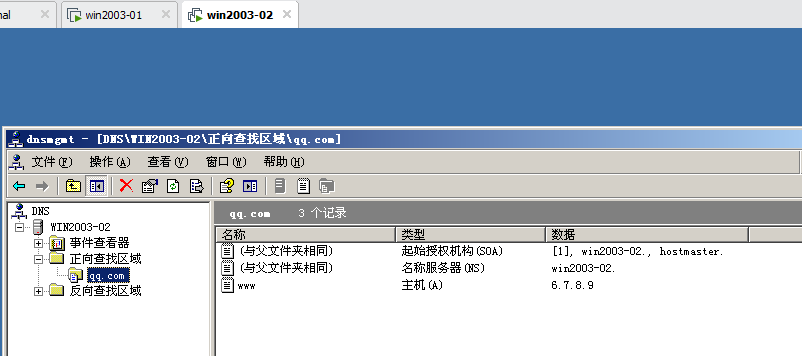 nal win2003-01 win2003-02
dnsmgmt - [DNS\WIN2003-02\正向查找区域\qq.com]
文件(F) 操作(A) 查看(V) 窗口(W) 帮助(H)
DNS
WIN2003-02
事件查看器
正向查找区域
qq.com
反向查找区域
qq.com 3 个记录
名称 类型 数据
(与父文件夹相同) 起始授权机构(SOA) [1], win2003-02., hostmaster.
(与父文件夹相同) 名称服务器(NS) win2003-02.
www 主机(A) 6.7.8.9